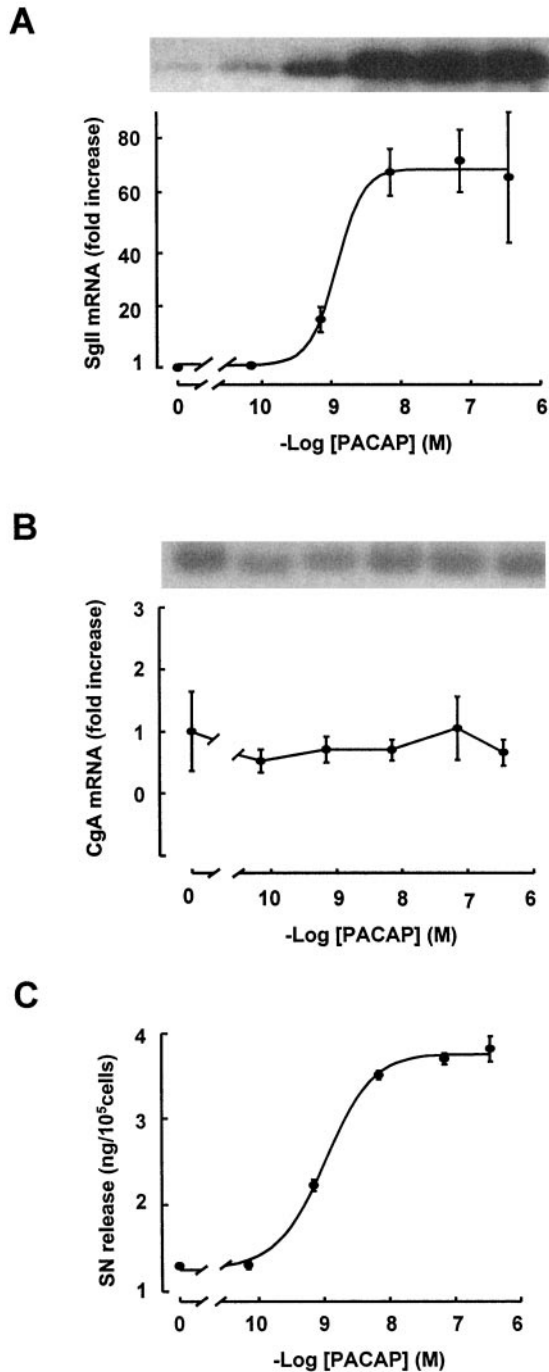 A
SgII mRNA (fold increase)
80
60
40
20
1
0 10 9 8 7 6
-Log [PACAP] (M)
B
CgA mRNA (fold increase)
3
2
1
0
0 10 9 8 7 6
-Log [PACAP] (M)
C
SN release (ng/10⁵cells)
4
3
2
1
0 10 9 8 7 6
-Log [PACAP] (M)